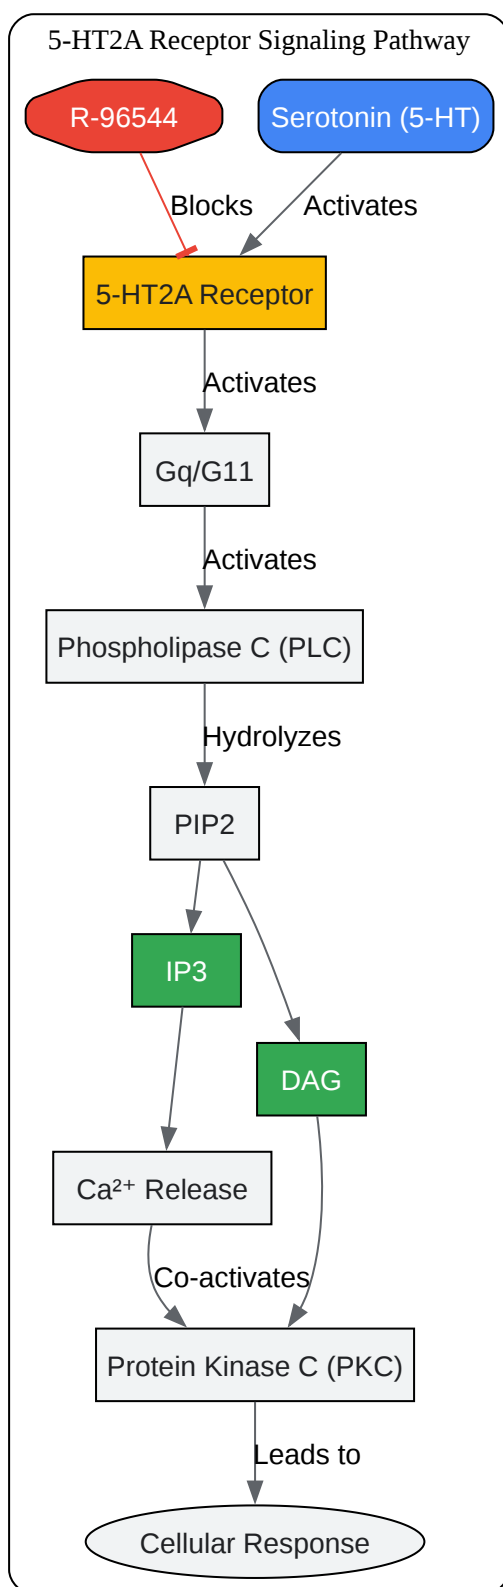 5-HT2A Receptor Signaling Pathway
R-96544
Serotonin (5-HT)
Blocks
Activates
5-HT2A Receptor
Activates
Gq/G11
Activates
Phospholipase C (PLC)
Hydrolyzes
PIP2
IP3
DAG
Ca²⁺ Release
Co-activates
Protein Kinase C (PKC)
Leads to
Cellular Response